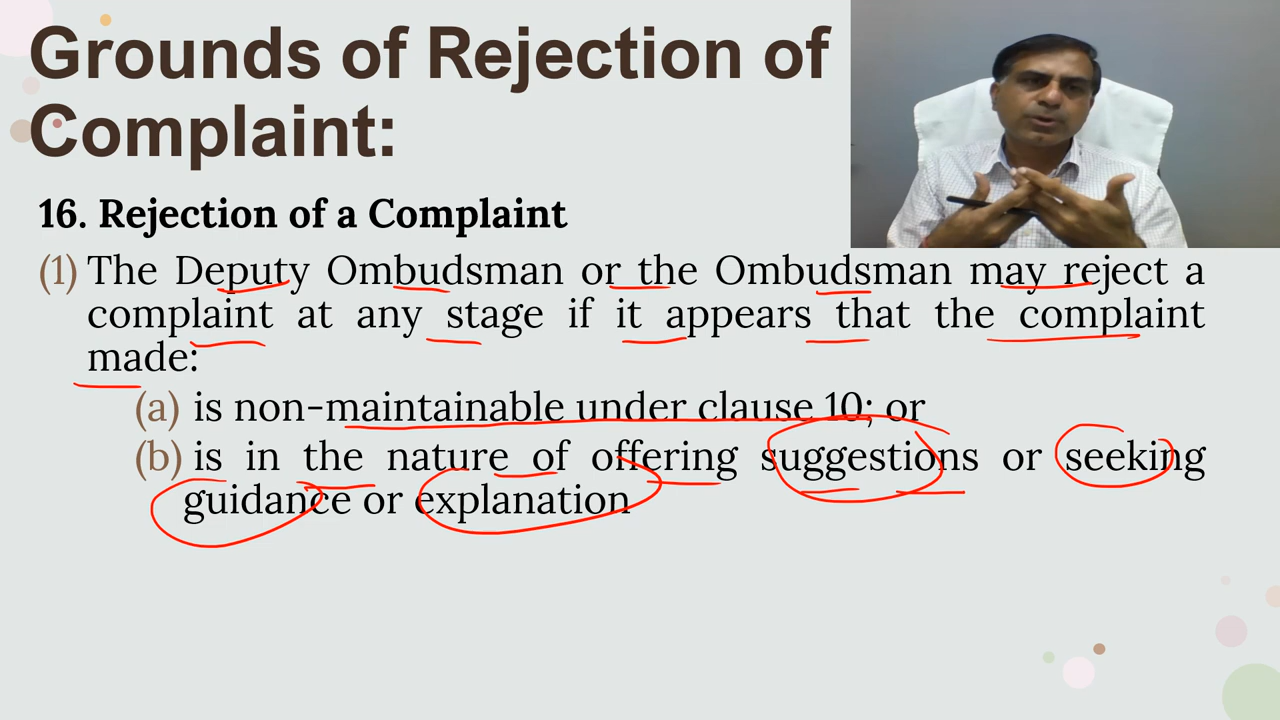 Grounds of Rejection of
Complaint:
16. Rejection of a Complaint
(1) The Deputy Ombudsman or the Ombudsman may reject a
complaint at any stage if it appears that the complaint
made:
(a) is non-maintainable under clause 10; or
(b) is in the nature of offering suggestions or seeking
guidance or explanation